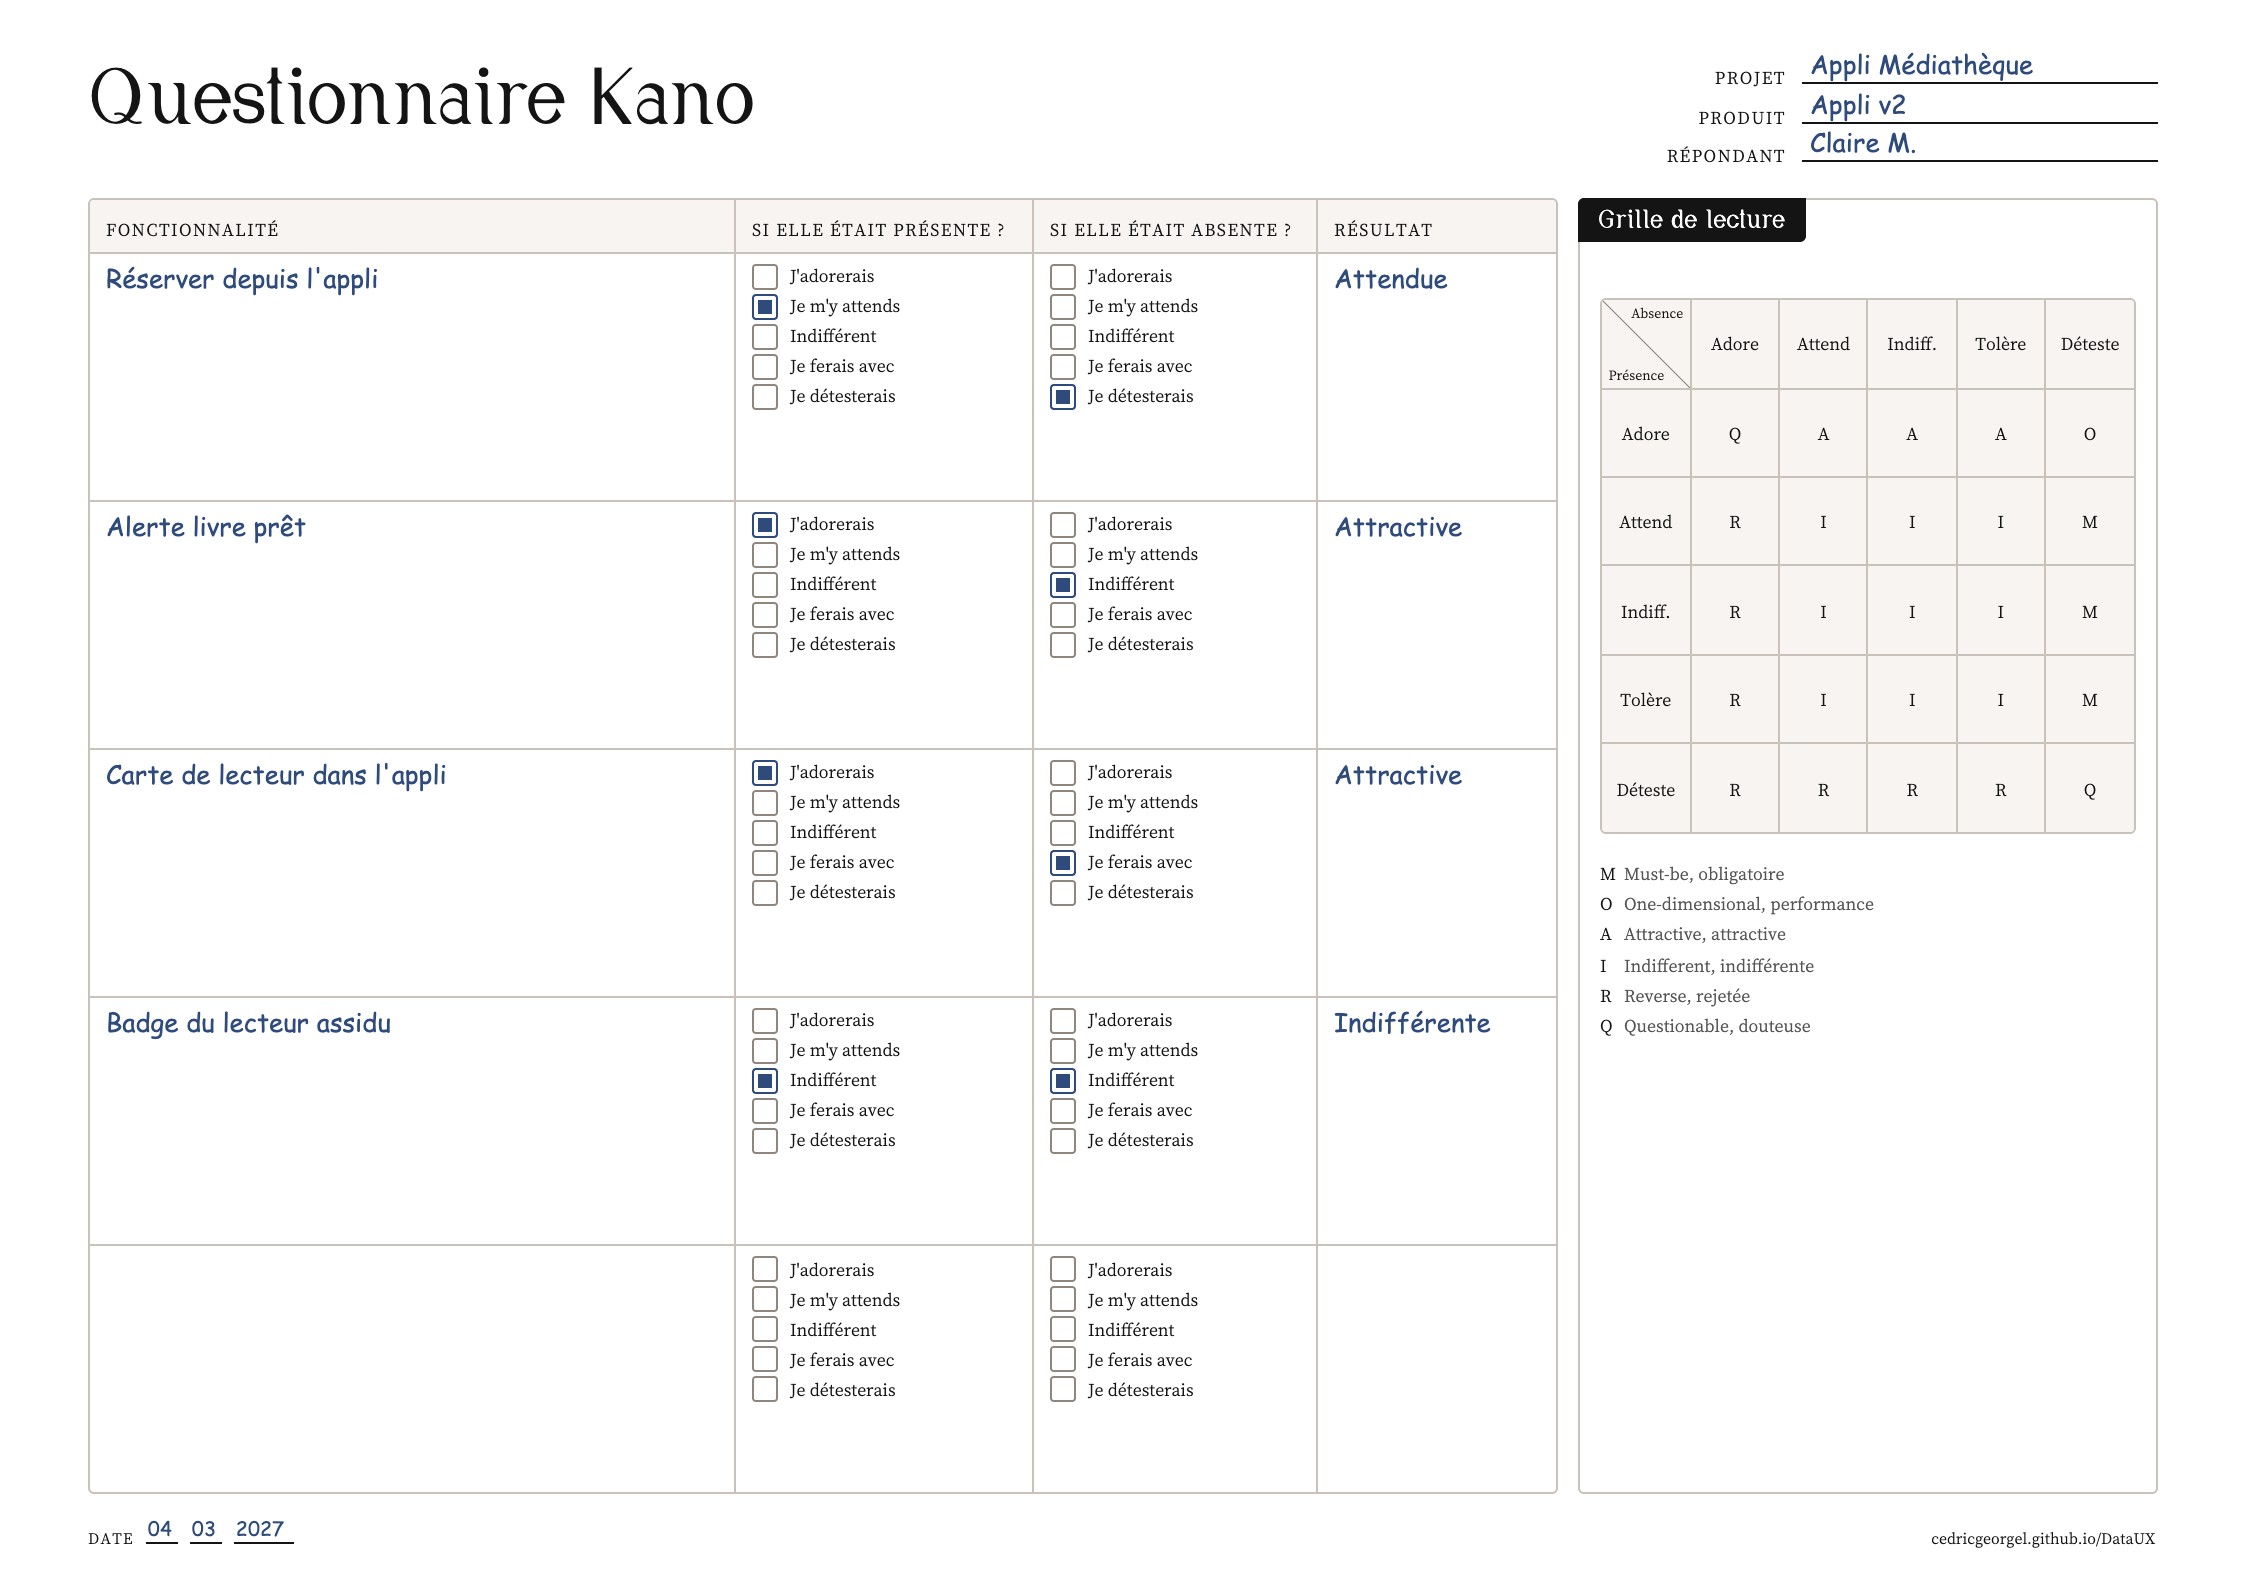 Questionnaire Kano
PROJET Appli Médiathèque
PRODUIT Appli v2
RÉPONDANT Claire M.
FONCTIONNALITÉ SI ELLE ÉTAIT PRÉSENTE ? SI ELLE ÉTAIT ABSENTE ? RÉSULTAT
Réserver depuis l'appli J'adorerais J'adorerais Attendue
Je m'y attends Je m'y attends
Indifférent Indifférent
Je ferais avec Je ferais avec
Je détesterais Je détesterais
Alerte livre prêt J'adorerais J'adorerais Attractive
Je m'y attends Je m'y attends
Indifférent Indifférent
Je ferais avec Je ferais avec
Je détesterais Je détesterais
Carte de lecteur dans l'appli J'adorerais J'adorerais Attractive
Je m'y attends Je m'y attends
Indifférent Indifférent
Je ferais avec Je ferais avec
Je détesterais Je détesterais
Badge du lecteur assidu J'adorerais J'adorerais Indifférente
Je m'y attends Je m'y attends
Indifférent Indifférent
Je ferais avec Je ferais avec
Je détesterais Je détesterais
J'adorerais J'adorerais
Je m'y attends Je m'y attends
Indifférent Indifférent
Je ferais avec Je ferais avec
Je détesterais Je détesterais
Grille de lecture
Absence
Présence Adore Attend Indiff. Tolère Déteste
Adore Q A A A O
Attend R I I I M
Indiff. R I I I M
Tolère R I I I M
Déteste R R R R Q
M Must-be, obligatoire
O One-dimensional, performance
A Attractive, attractive
I Indifferent, indifférente
R Reverse, rejetée
Q Questionable, douteuse
DATE 04 03 2027
cedricgeorgel.github.io/DataUX